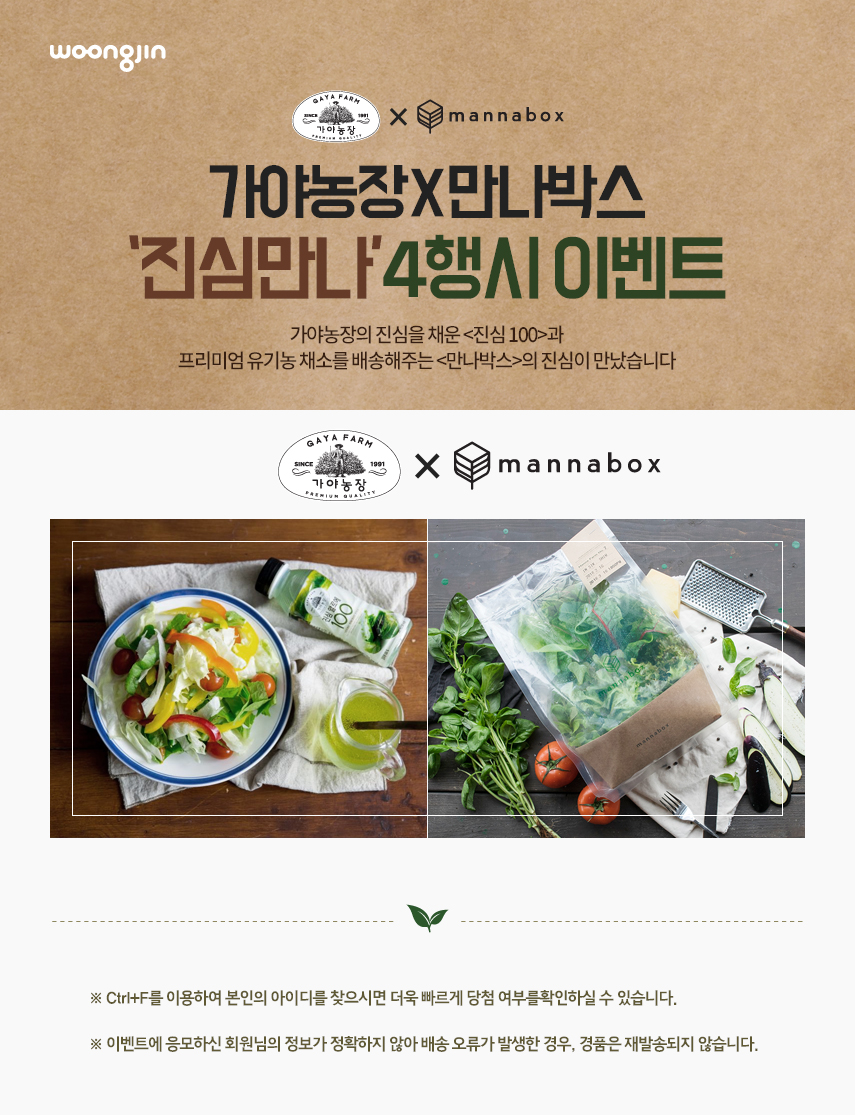 woongjin
GAYA FARM
SINCE 1991
가야농장
PREMIUM QUALITY
×
mannabox
가야농장X만나박스
‘진심만나’4행시 이벤트
가야농장의 진심을 채운 <진심 100>과
프리미엄 유기농 채소를 배송해주는 <만나박스>의 진심이 만났습니다
GAYA FARM
SINCE 1991
가야농장
PREMIUM QUALITY
×
mannabox
100
mannabox
※ Ctrl+F를 이용하여 본인의 아이디를 찾으시면 더욱 빠르게 당첨 여부를확인하실 수 있습니다.
※ 이벤트에 응모하신 회원님의 정보가 정확하지 않아 배송 오류가 발생한 경우, 경품은 재발송되지 않습니다.